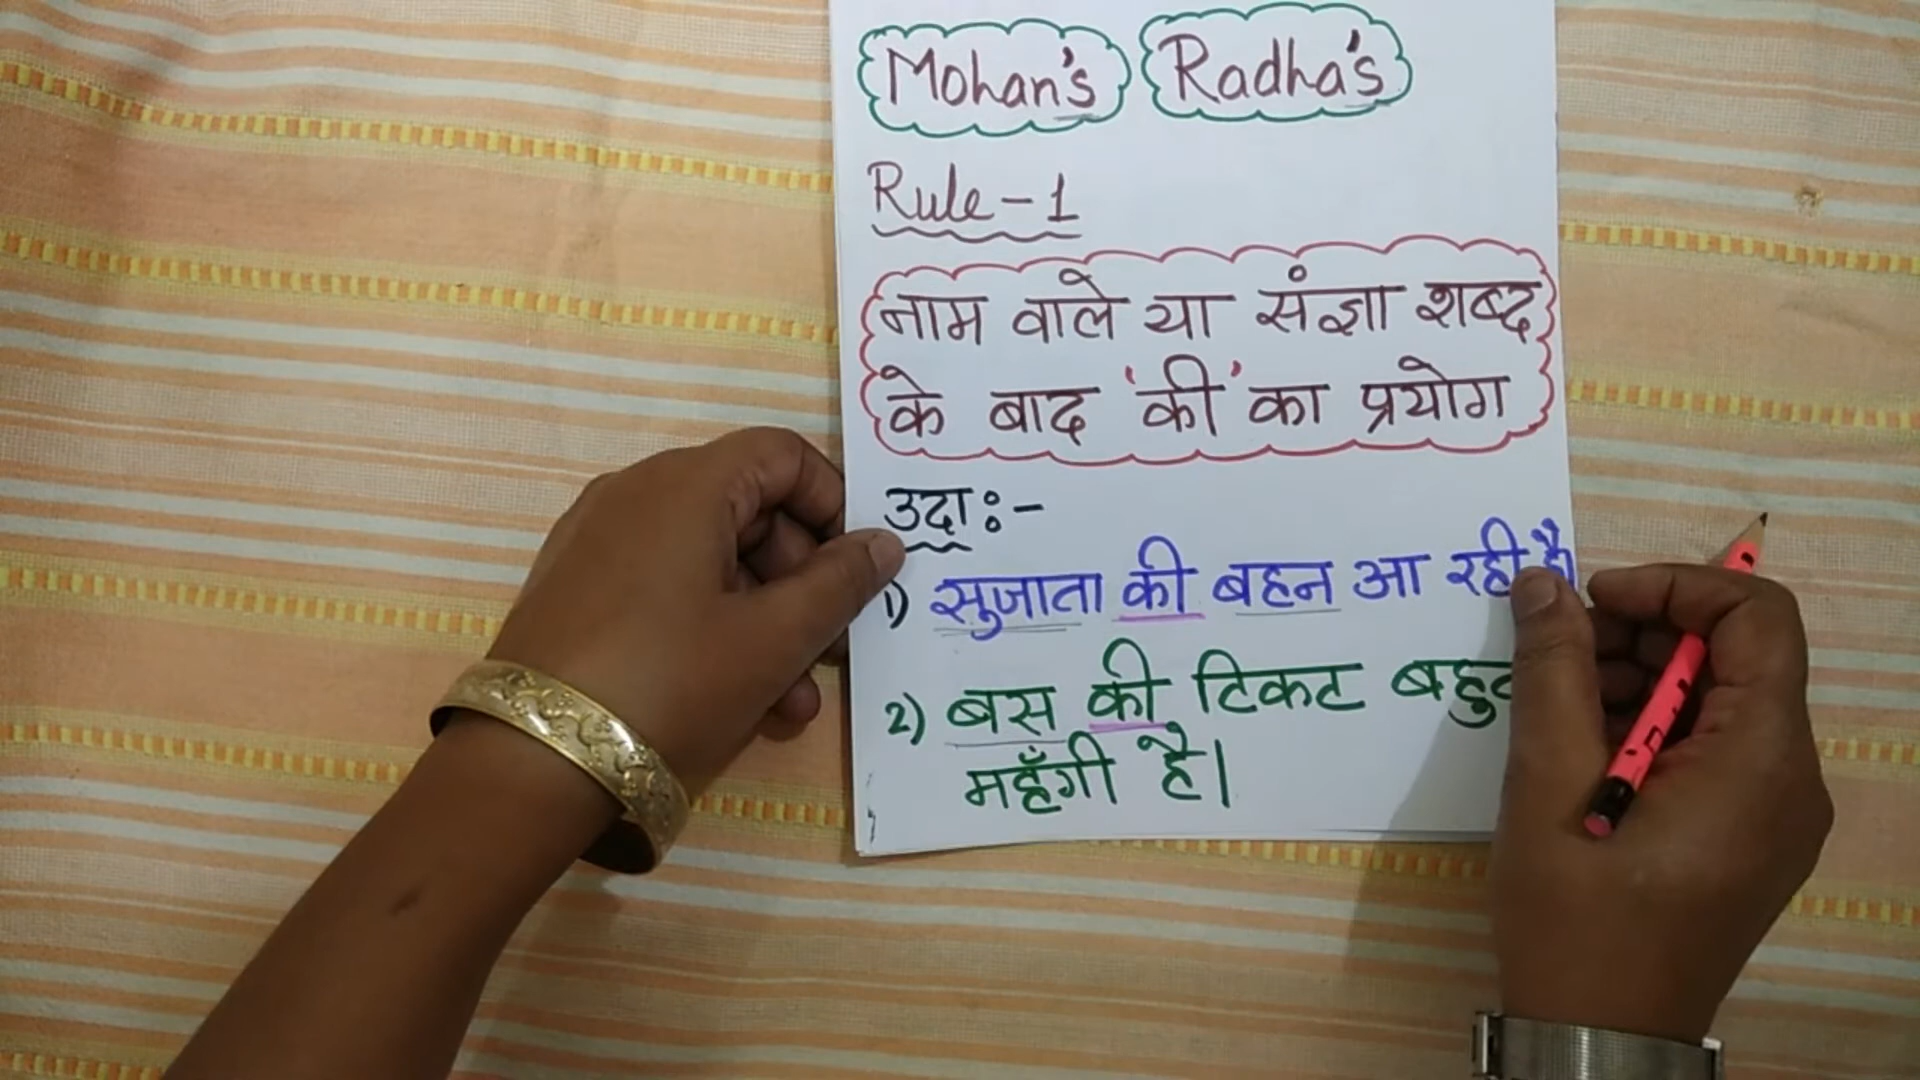 Mohan's Radha's
Rule-1
नाम वाले या संज्ञा शब्द
के बाद 'की' का प्रयोग
उदा:-
1) सुजाता की बहन आ रही है
2) बस की टिकट
महँगी है।